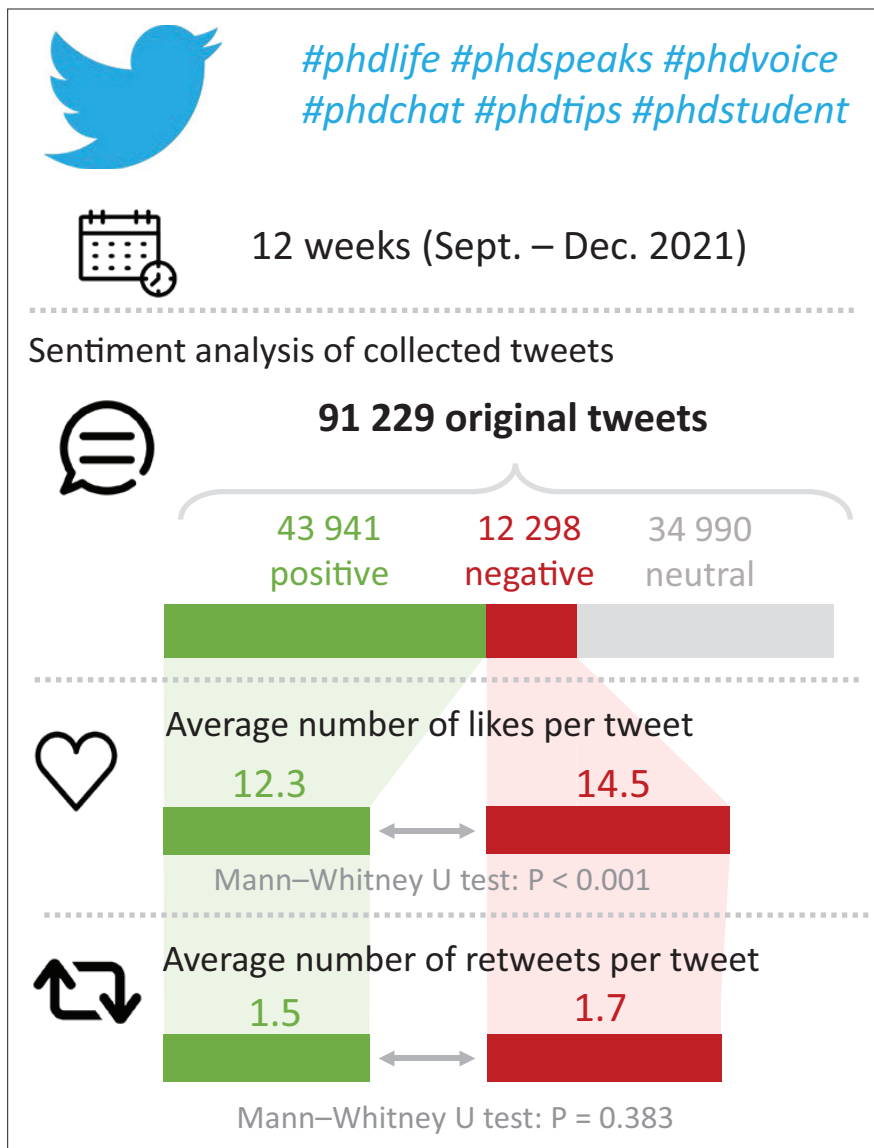 #phdlife #phdspeaks #phdvoice
#phdchat #phdtips #phdstudent
12 weeks (Sept. – Dec. 2021)
Sentiment analysis of collected tweets
91 229 original tweets
43 941 12 298 34 990
positive negative neutral
Average number of likes per tweet
12.3 14.5
Mann–Whitney U test: P < 0.001
Average number of retweets per tweet
1.5 1.7
Mann–Whitney U test: P = 0.383